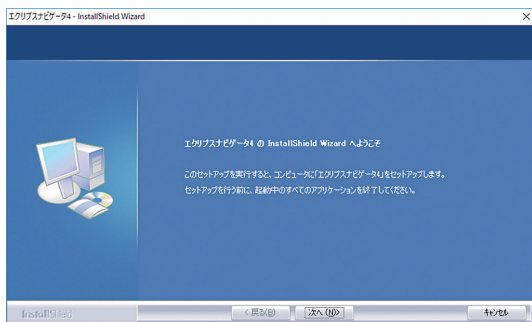 エクリプスナビゲータ4 - InstallShield Wizard
エクリプスナビゲータ4 の InstallShield Wizard へようこそ
このセットアップを実行すると、コンピュータに「エクリプスナビゲータ4」をセットアップします。
セットアップを行う前に、起動中のすべてのアプリケーションを終了してください。
InstallShield
< 戻る(B)
次へ (N)>
キャンセル